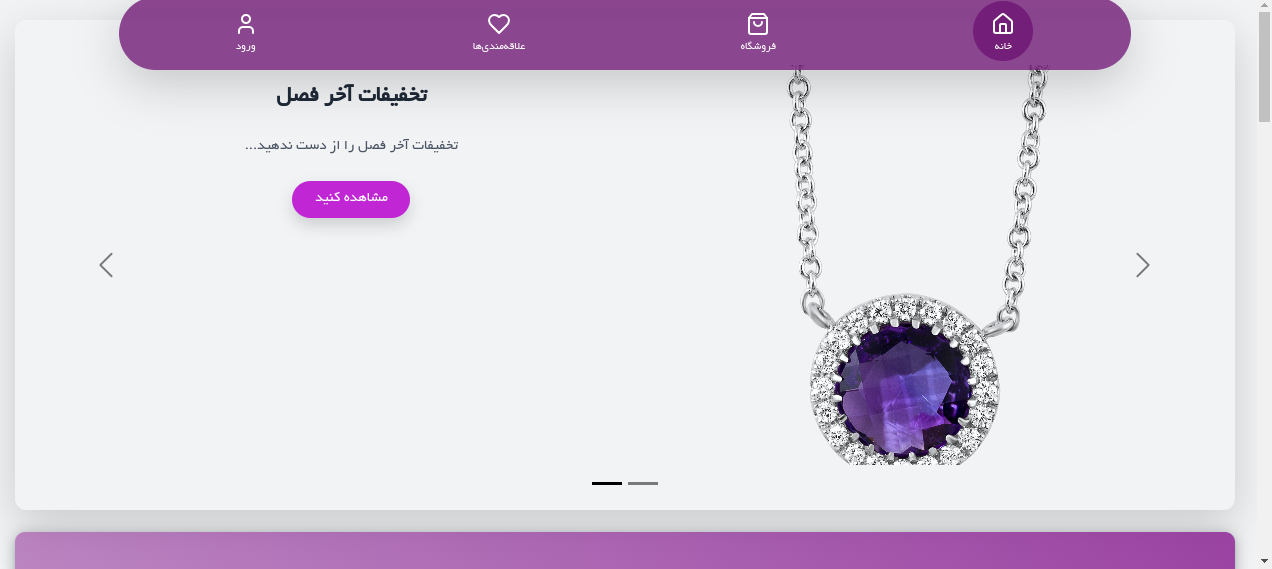 خانه
فروشگاه
علاقه‌مندی‌ها
ورود
تخفیفات آخر فصل
تخفیفات آخر فصل را از دست ندهید...
مشاهده کنید